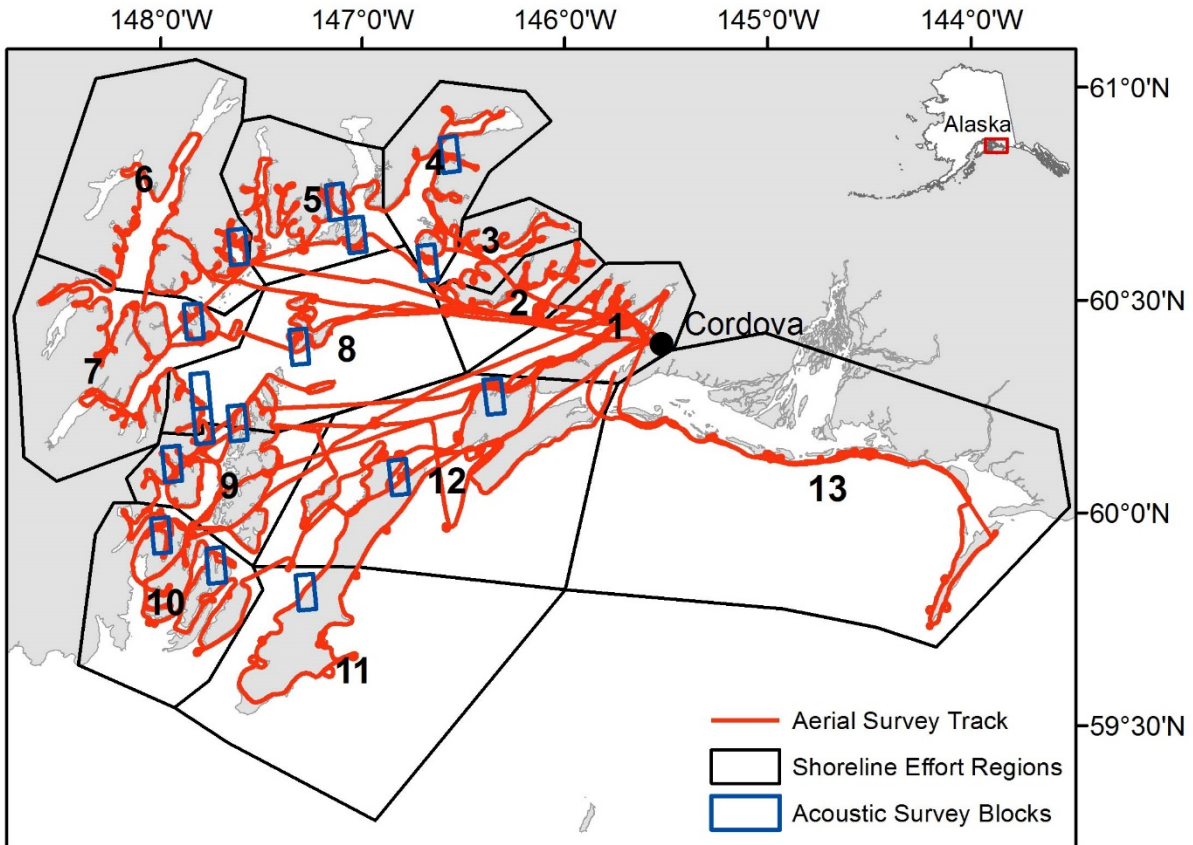 148°0'W 147°0'W 146°0'W 145°0'W 144°0'W
61°0'N
Alaska
4
6
5
3
60°30'N
2
1
Cordova
8
7
12
9
13
60°0'N
10
11
59°30'N
Aerial Survey Track
Shoreline Effort Regions
Acoustic Survey Blocks